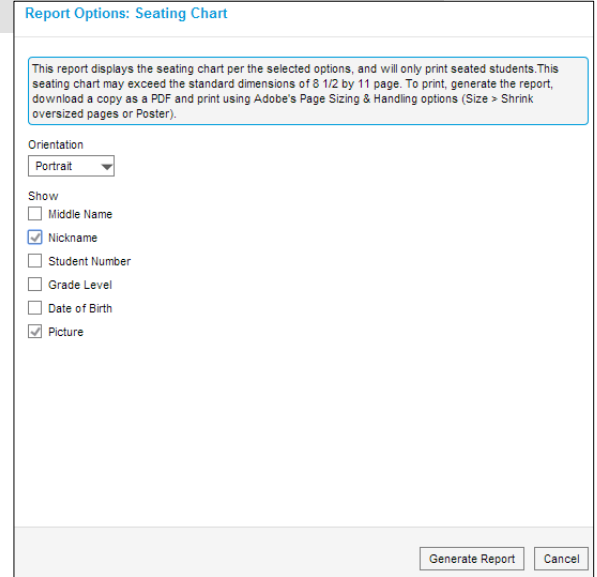 Report Options: Seating Chart
This report displays the seating chart per the selected options, and will only print seated students.This
seating chart may exceed the standard dimensions of 8 1/2 by 11 page. To print, generate the report,
download a copy as a PDF and print using Adobe's Page Sizing & Handling options (Size > Shrink
oversized pages or Poster).
Orientation
Portrait
Show
Middle Name
Nickname
Student Number
Grade Level
Date of Birth
Picture
Generate Report Cancel